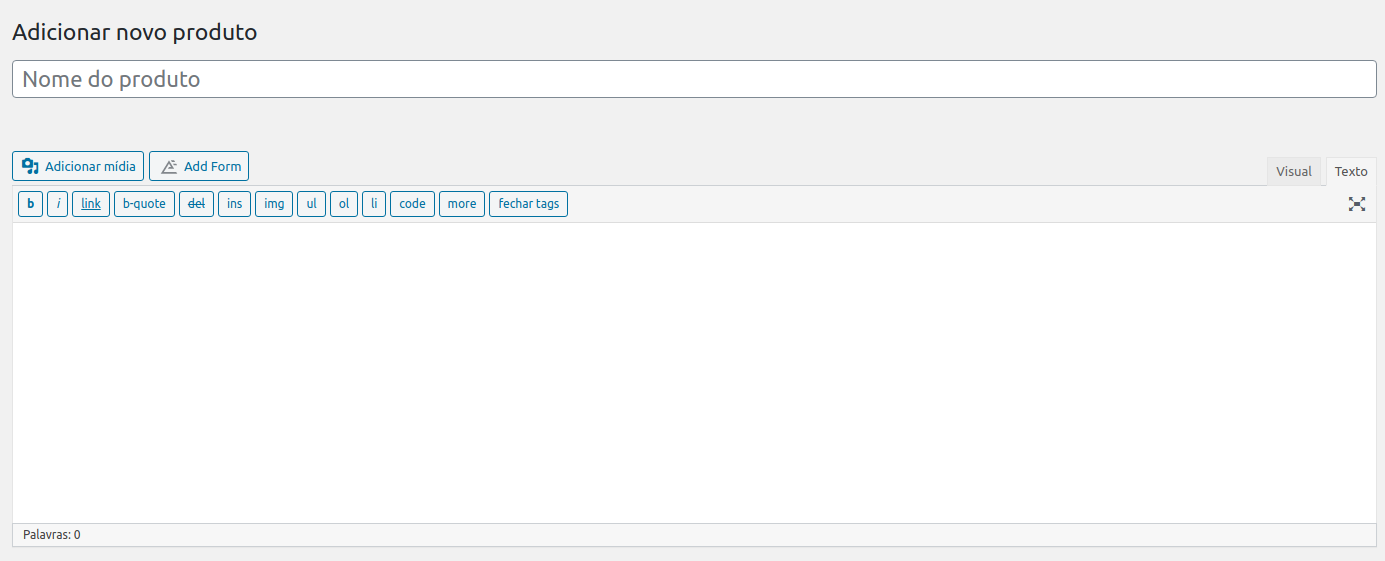 Adicionar novo produto
Nome do produto
Adicionar mídia Add Form Visual Texto
b i link b-quote del ins img ul ol li code more fechar tags
Palavras: 0